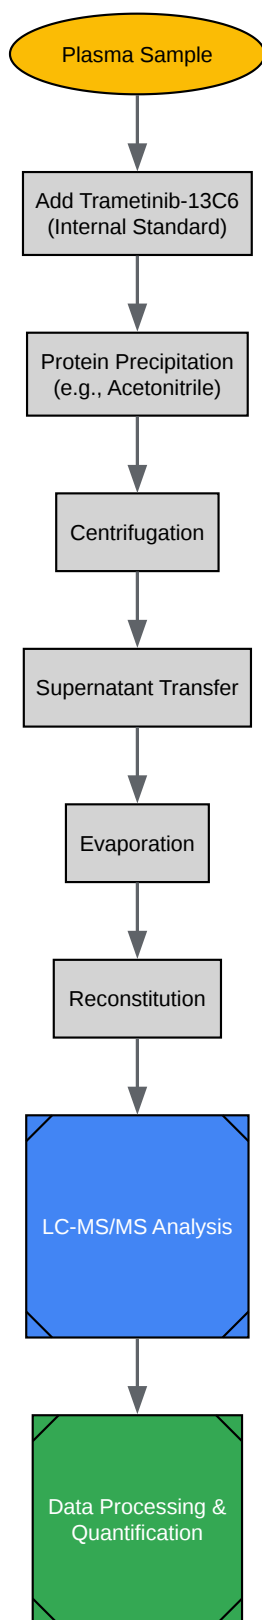 Plasma Sample
Add Trametinib-13C6
(Internal Standard)
Protein Precipitation
(e.g., Acetonitrile)
Centrifugation
Supernatant Transfer
Evaporation
Reconstitution
LC-MS/MS Analysis
Data Processing &
Quantification